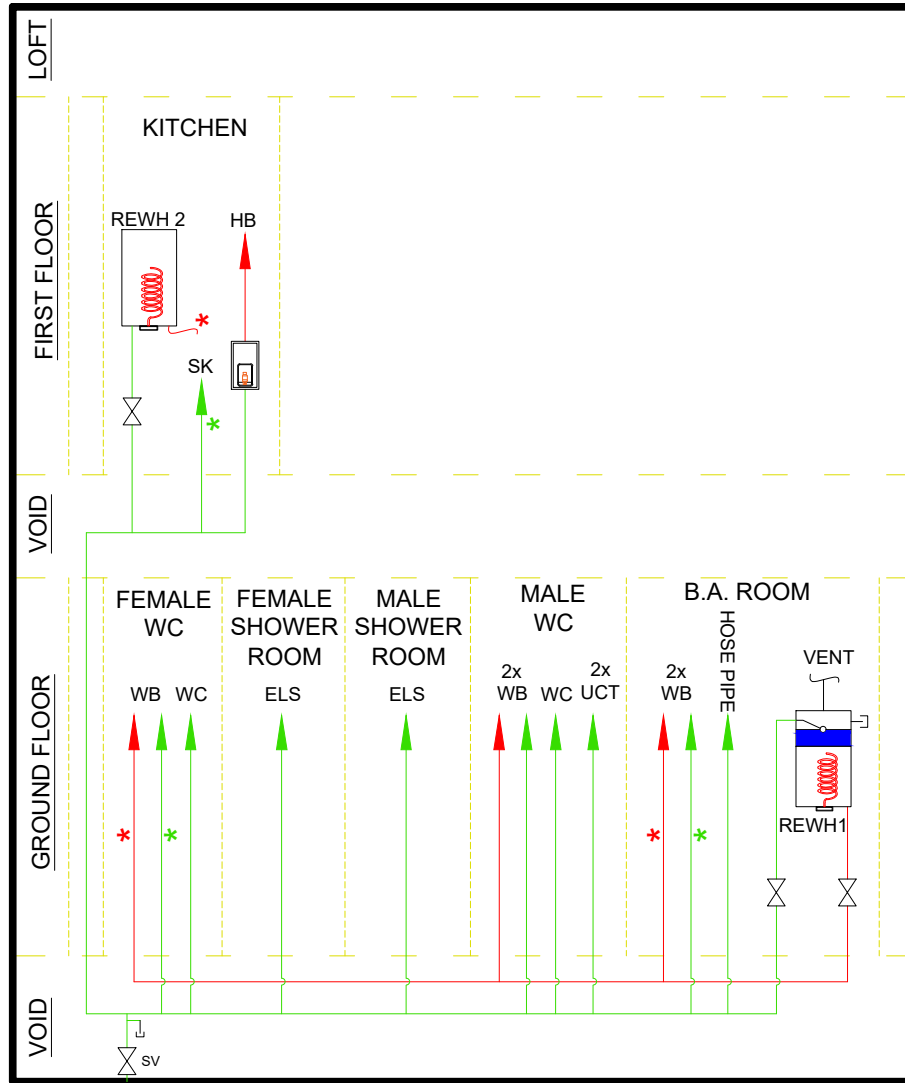 LOFT
KITCHEN
FIRST FLOOR
REWH 2
HB
*
SK
*
VOID
GROUND FLOOR
FEMALE
WC
FEMALE
SHOWER
ROOM
MALE
SHOWER
ROOM
MALE
WC
B.A. ROOM
WB
WC
ELS
ELS
2x
WB
WC
2x
UCT
2x
WB
HOSE PIPE
VENT
REWH1
*
*
*
*
VOID
SV